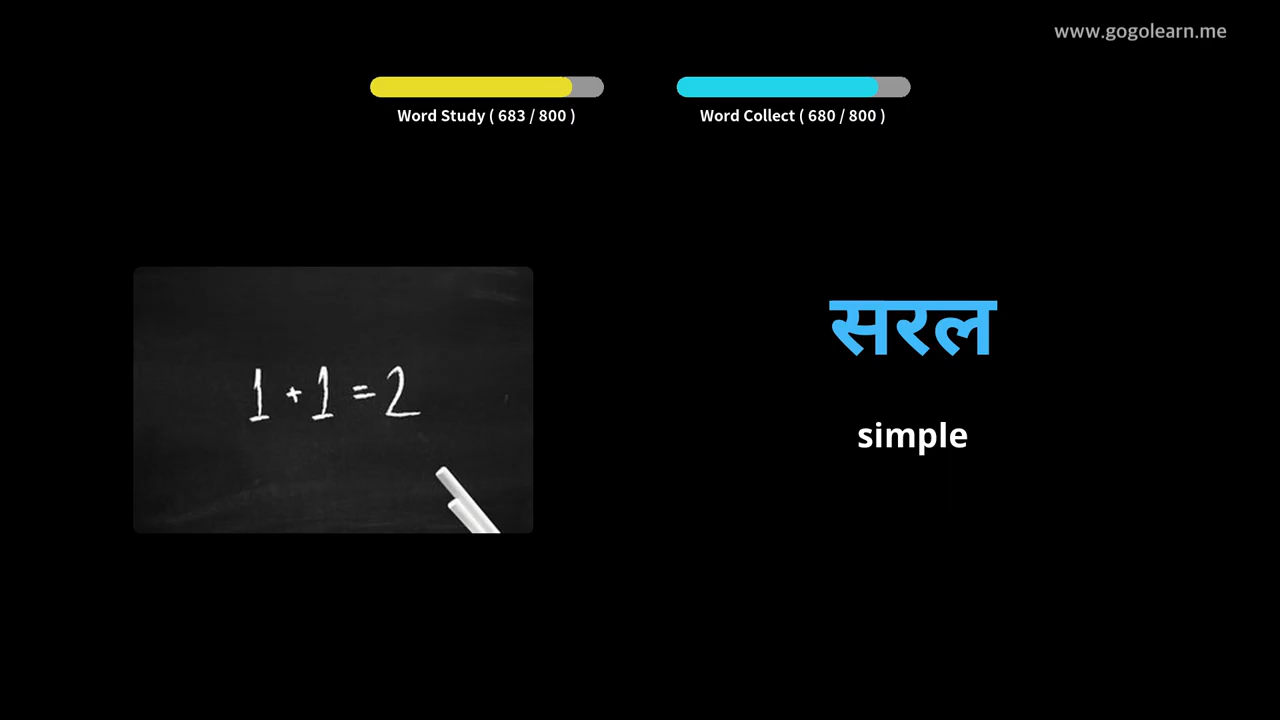 www.gogolearn.me
Word Study ( 683 / 800 )
Word Collect ( 680 / 800 )
1 + 1 = 2
सरल
simple